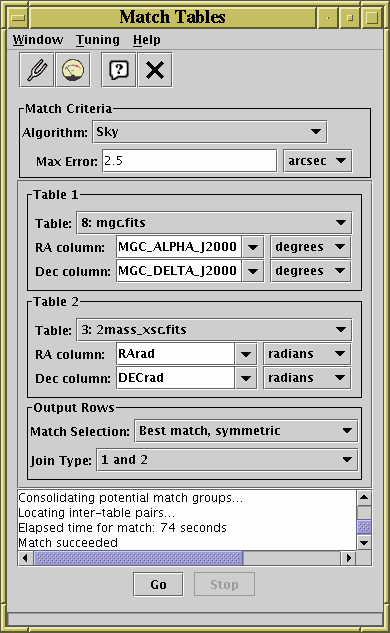 Match Tables
Window Tuning Help
Match Criteria
Algorithm: Sky
Max Error: 2.5 arcsec
Table 1
Table: 8: mgc.fits
RA column: MGC_ALPHA_J2000 degrees
Dec column: MGC_DELTA_J2000 degrees
Table 2
Table: 3: 2mass_xsc.fits
RA column: RArad radians
Dec column: DECrad radians
Output Rows
Match Selection: Best match, symmetric
Join Type: 1 and 2
Consolidating potential match groups...
Locating inter-table pairs...
Elapsed time for match: 74 seconds
Match succeeded
Go Stop